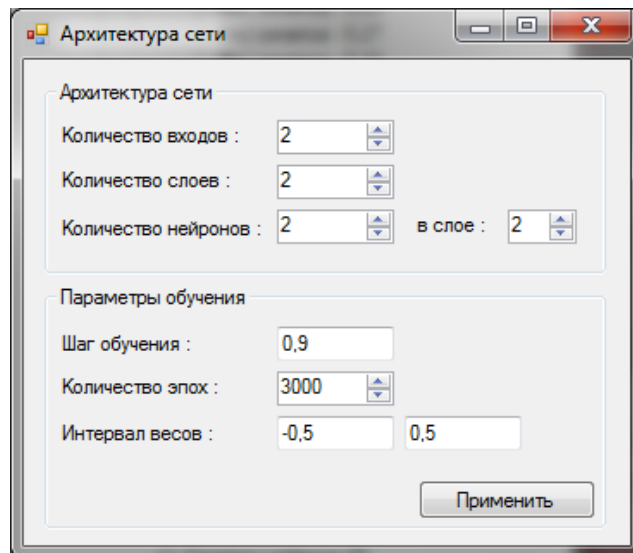 Архитектура сети
Архитектура сети
Количество входов : 2
Количество слоев : 2
Количество нейронов : 2 в слое : 2
Параметры обучения
Шаг обучения : 0,9
Количество эпох : 3000
Интервал весов : -0,5 0,5
Применить